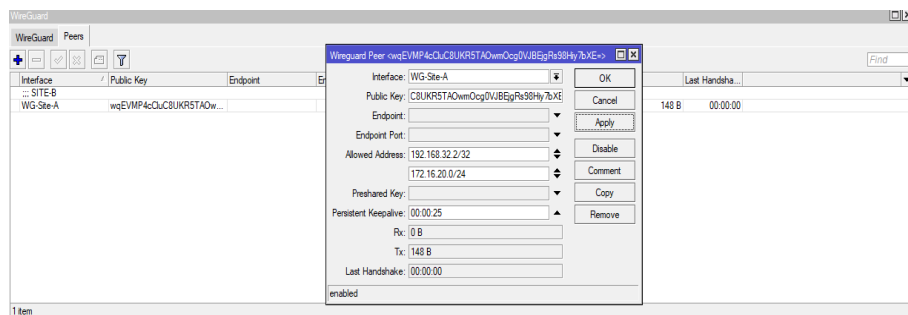 WireGuard
WireGuard Peers
Find
Interface / Public Key Endpoint Last Handsha...
::: SITE-B
WG-Site-A wqEVMP4cCluC8UKR5TAOw... 148 B 00:00:00
1 item
Wireguard Peer <wqEVMP4cCluC8UKR5TAOwmOcg0VJBEjgRs98Hiy7bXE=>
Interface: WG-Site-A OK
Public Key: C8UKR5TAOwmOcg0VJBEjgRs98Hiy7bXE Cancel
Endpoint: Apply
Endpoint Port:
Allowed Address: 192.168.32.2/32 Disable
172.16.20.0/24 Comment
Preshared Key: Copy
Persistent Keepalive: 00:00:25 Remove
Rx: 0 B
Tx: 148 B
Last Handshake: 00:00:00
enabled